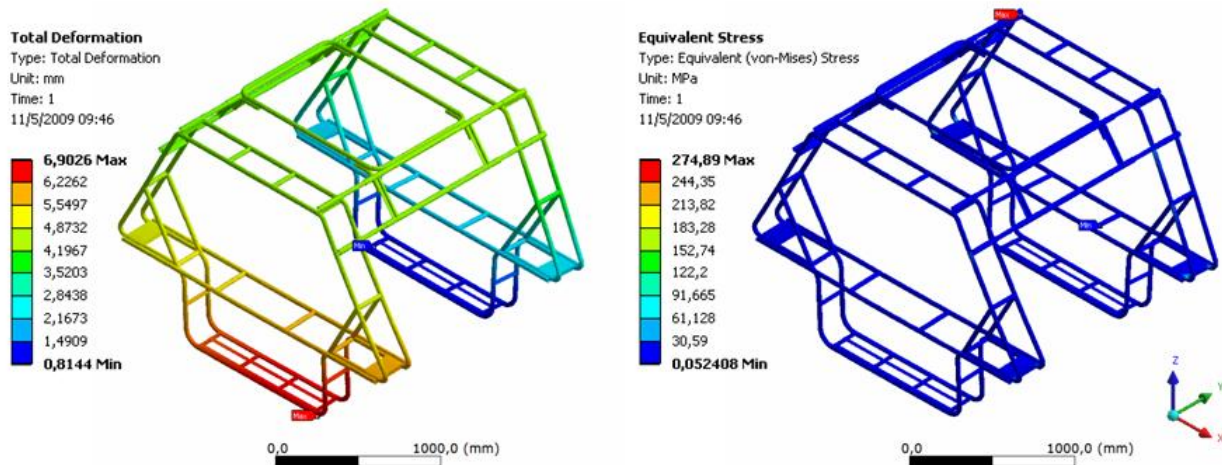 Total Deformation
Type: Total Deformation
Unit: mm
Time: 1
11/5/2009 09:46
6,9026 Max
6,2262
5,5497
4,8732
4,1967
3,5203
2,8438
2,1673
1,4909
0,8144 Min
Min
Max
0,0
1000,0 (mm)
Equivalent Stress
Type: Equivalent (von-Mises) Stress
Unit: MPa
Time: 1
11/5/2009 09:46
274,89 Max
244,35
213,82
183,28
152,74
122,2
91,665
61,128
30,59
0,052408 Min
Max
Min
0,0
1000,0 (mm)
Z
Y
X